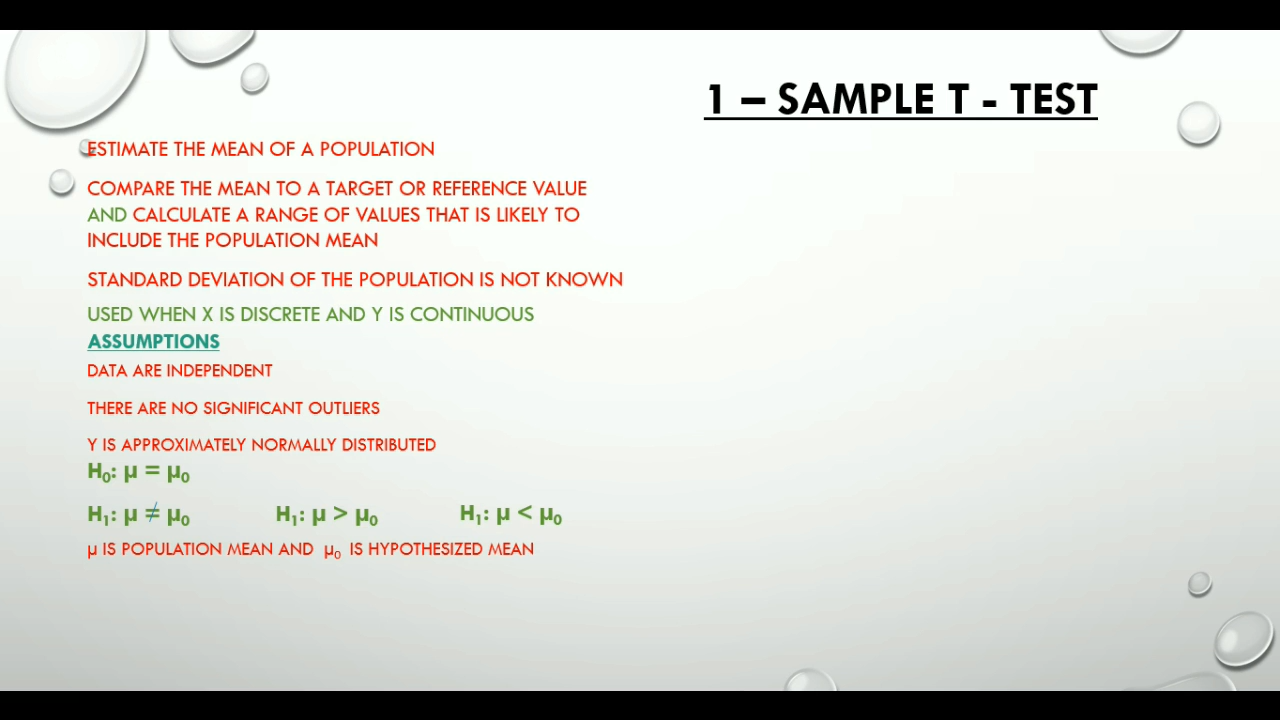 1 – SAMPLE T - TEST
ESTIMATE THE MEAN OF A POPULATION
COMPARE THE MEAN TO A TARGET OR REFERENCE VALUE
AND CALCULATE A RANGE OF VALUES THAT IS LIKELY TO
INCLUDE THE POPULATION MEAN
STANDARD DEVIATION OF THE POPULATION IS NOT KNOWN
USED WHEN X IS DISCRETE AND Y IS CONTINUOUS
ASSUMPTIONS
DATA ARE INDEPENDENT
THERE ARE NO SIGNIFICANT OUTLIERS
Y IS APPROXIMATELY NORMALLY DISTRIBUTED
H₀: µ = µ₀
H₁: µ ≠ µ₀ H₁: µ > µ₀ H₁: µ < µ₀
µ IS POPULATION MEAN AND µ₀ IS HYPOTHESIZED MEAN